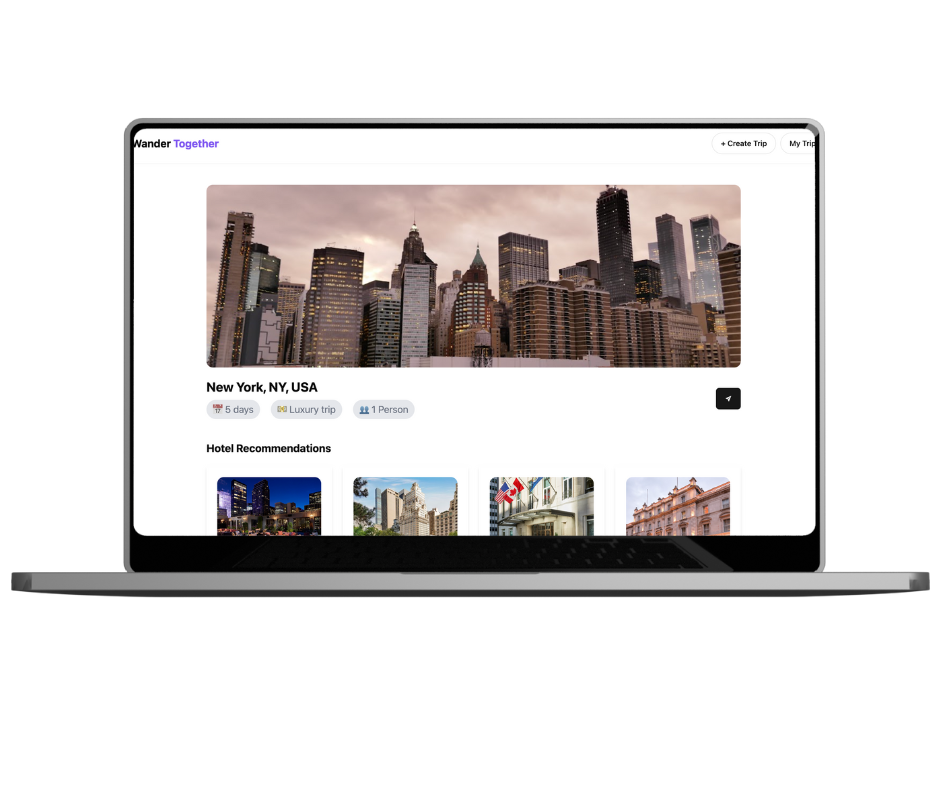 Wander Together
+ Create Trip
My Trip
New York, NY, USA
5 days
Luxury trip
1 Person
Hotel Recommendations